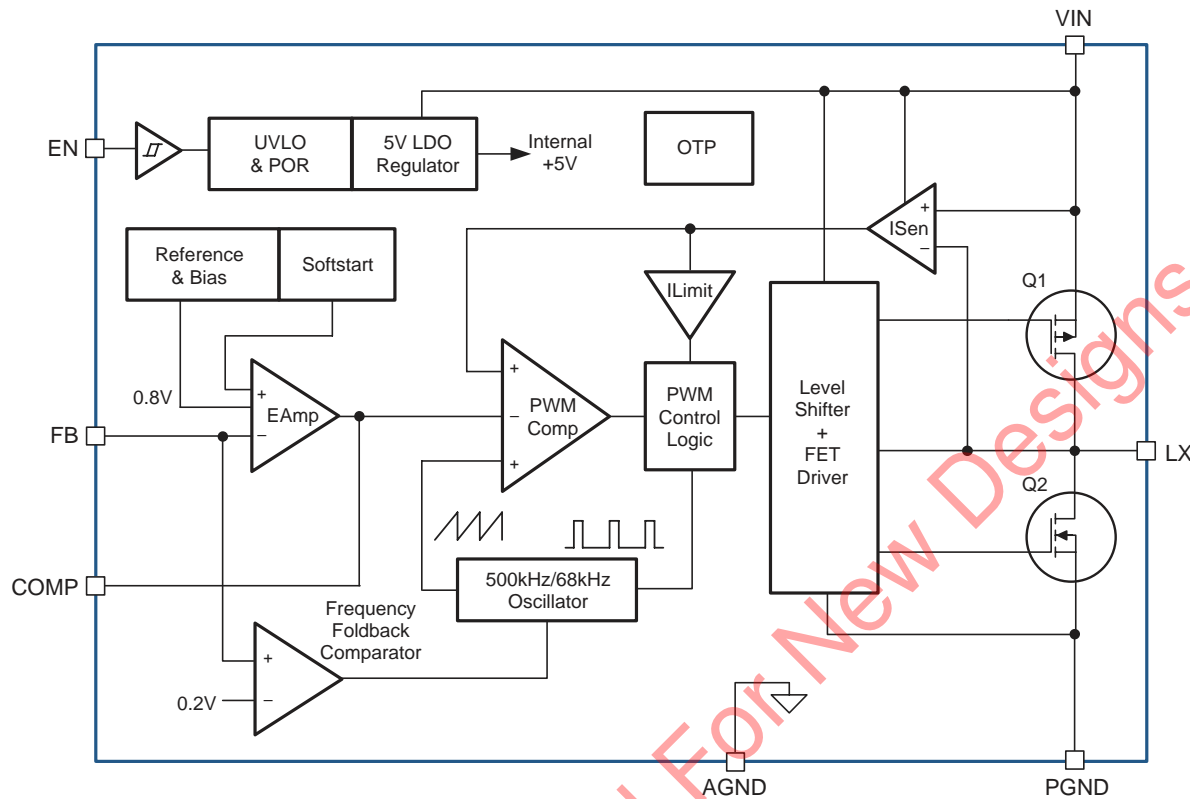 VIN
EN
UVLO
& POR
5V LDO
Regulator
Internal
+5V
OTP
Reference
& Bias
Softstart
ILimit
+
ISen
−
Q1
0.8V
+
EAmp
−
FB
+
−
PWM
Comp
+
PWM
Control
Logic
Level
Shifter
+
FET
Driver
LX
Q2
COMP
500kHz/68kHz
Oscillator
Frequency
Foldback
Comparator
+
0.2V
−
AGND
PGND
For New Designs